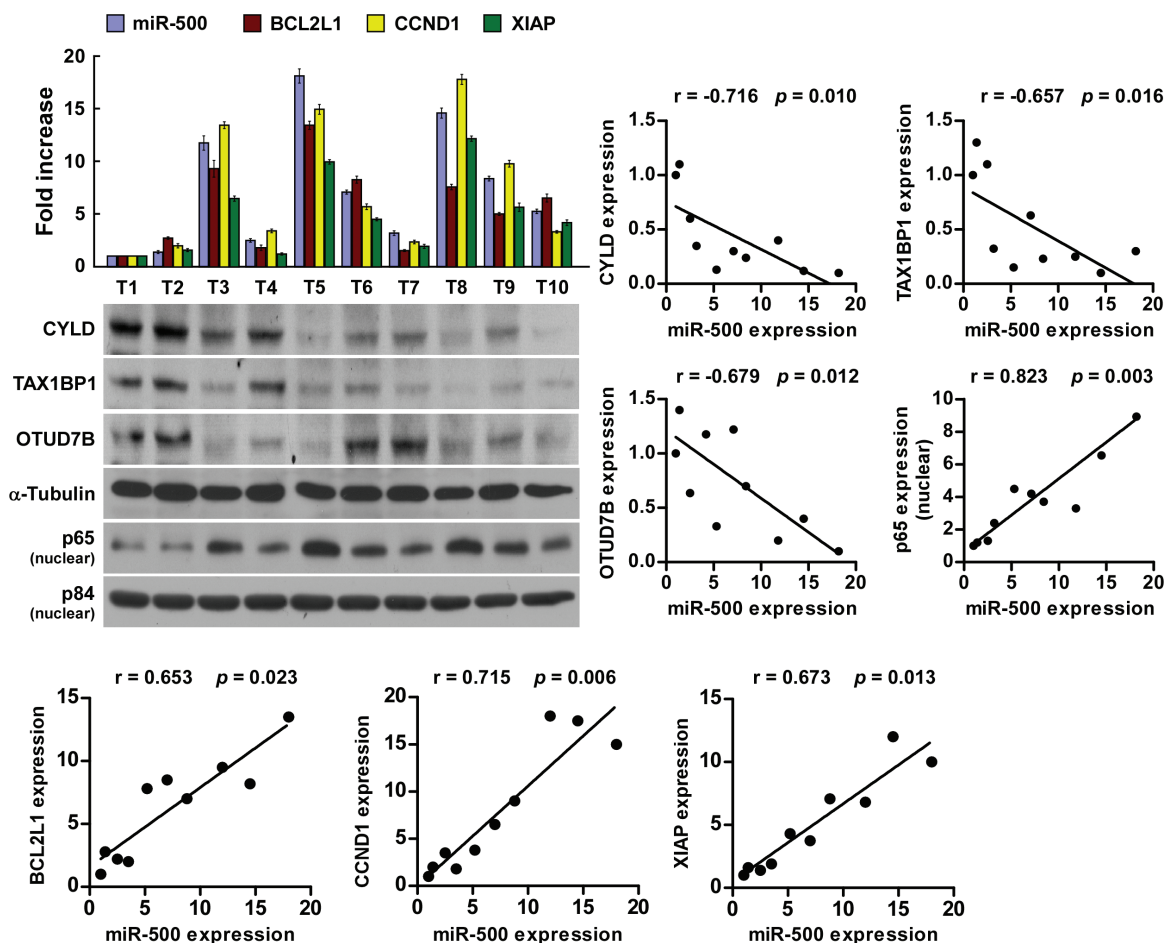 miR-500 BCL2L1 CCND1 XIAP
Fold increase
20
15
10
5
0
T1 T2 T3 T4 T5 T6 T7 T8 T9 T10
CYLD
TAX1BP1
OTUD7B
α-Tubulin
p65
(nuclear)
p84
(nuclear)
r = -0.716 p = 0.010
CYLD expression
1.5
1.0
0.5
0.0
0 5 10 15 20
miR-500 expression
r = -0.657 p = 0.016
TAX1BP1 expression
1.5
1.0
0.5
0.0
0 5 10 15 20
miR-500 expression
r = -0.679 p = 0.012
OTUD7B expression
1.5
1.0
0.5
0.0
0 5 10 15 20
miR-500 expression
r = 0.823 p = 0.003
p65 expression
(nuclear)
10
8
6
4
2
0
0 5 10 15 20
miR-500 expression
r = 0.653 p = 0.023
BCL2L1 expression
15
10
5
0
0 5 10 15 20
miR-500 expression
r = 0.715 p = 0.006
CCND1 expression
20
15
10
5
0
0 5 10 15 20
miR-500 expression
r = 0.673 p = 0.013
XIAP expression
15
10
5
0
0 5 10 15 20
miR-500 expression